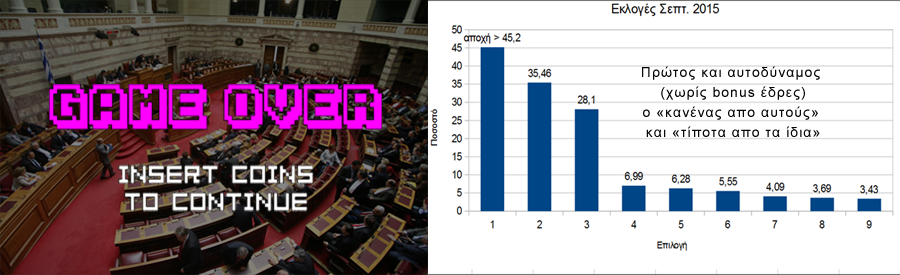 GAME OVER
INSERT COINS
TO CONTINUE
Εκλογές Σεπτ. 2015
Ποσοστό
50
45
40
35
30
25
20
15
10
5
0
αποχή > 45,2
35,46
28,1
6,99
6,28
5,55
4,09
3,69
3,43
Πρώτος και αυτοδύναμος
(χωρίς bonus έδρες)
ο «κανένας απο αυτούς»
και «τίποτα απο τα ίδια»
1 2 3 4 5 6 7 8 9
Επιλογή